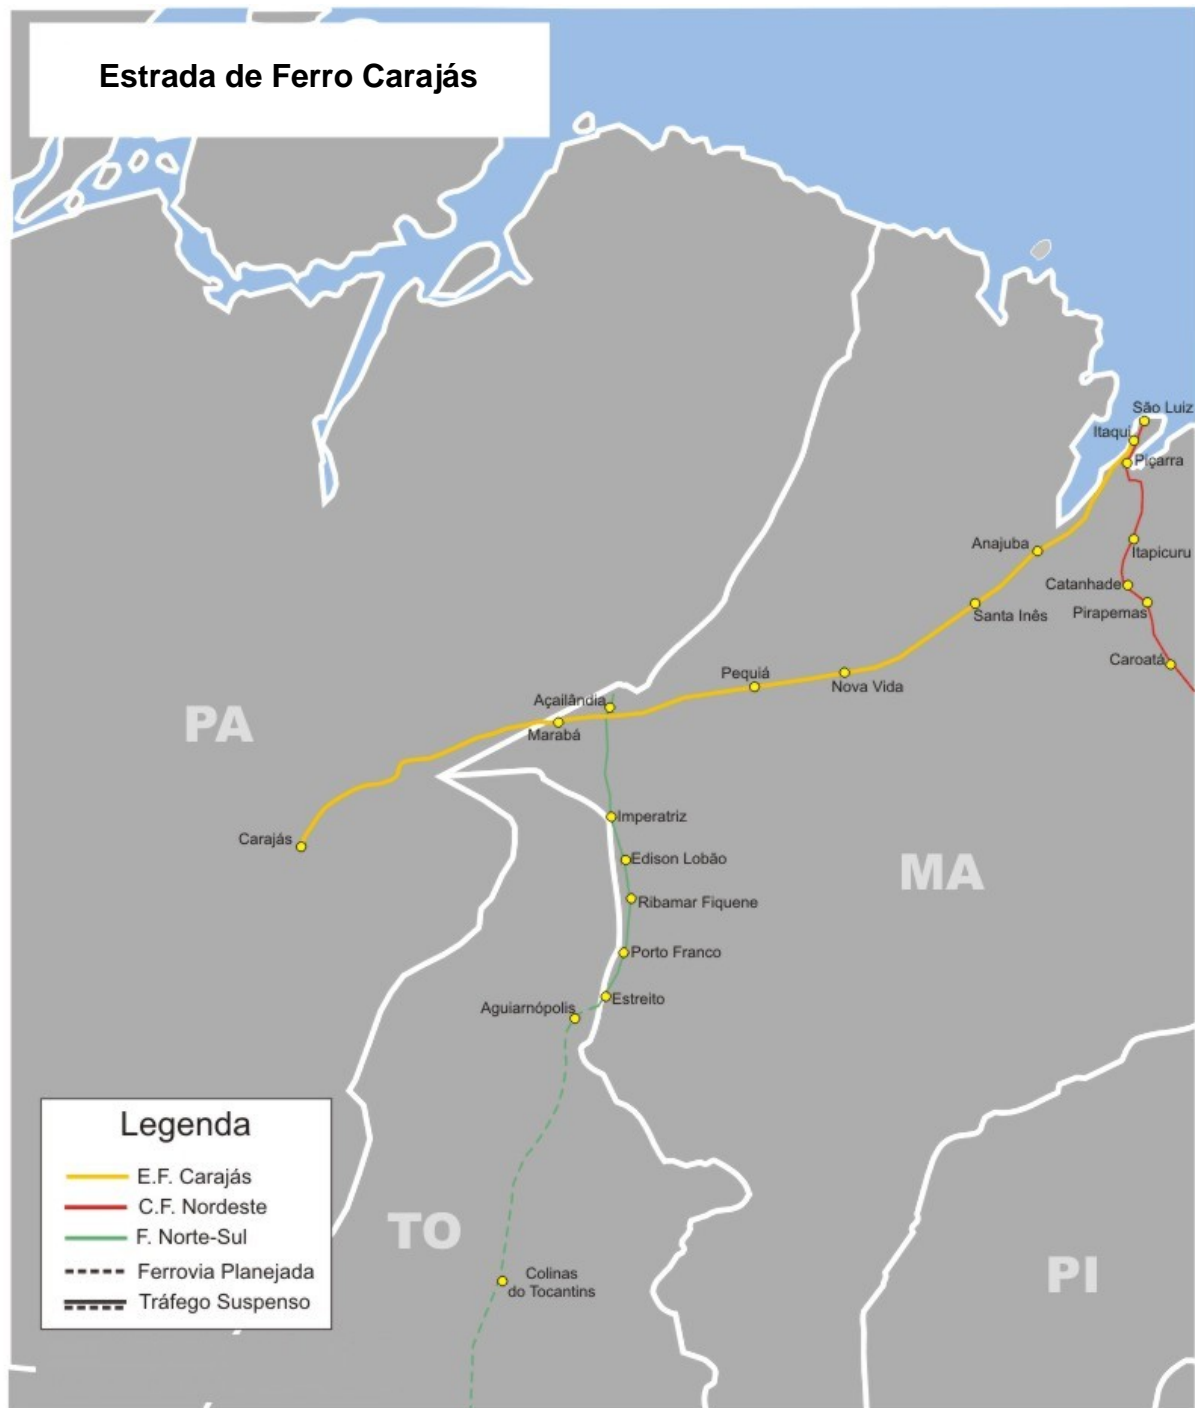 Estrada de Ferro Carajás
São Luiz
Itaqui
Piçarra
Anajuba
Itapicuru
Catanhade
Santa Inês
Pirapemas
Caroatá
Pequiá
Nova Vida
Açailândia
Marabá
PA
Imperatriz
Carajás
Edison Lobão
MA
Ribamar Fiquene
Porto Franco
Estreito
Aguiarnópolis
Legenda
E.F. Carajás
C.F. Nordeste
F. Norte-Sul
Ferrovia Planejada
Tráfego Suspenso
TO
Colinas
do Tocantins
PI